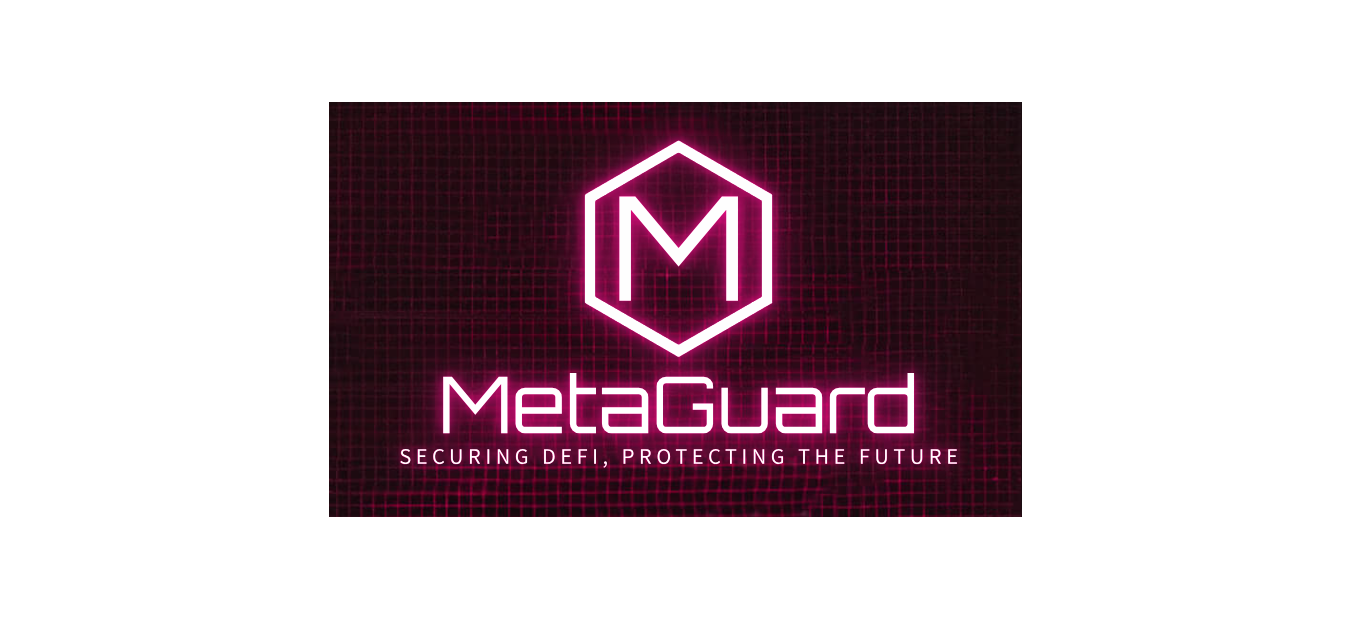 M
MetaGuard
SECURING DEFI, PROTECTING THE FUTURE